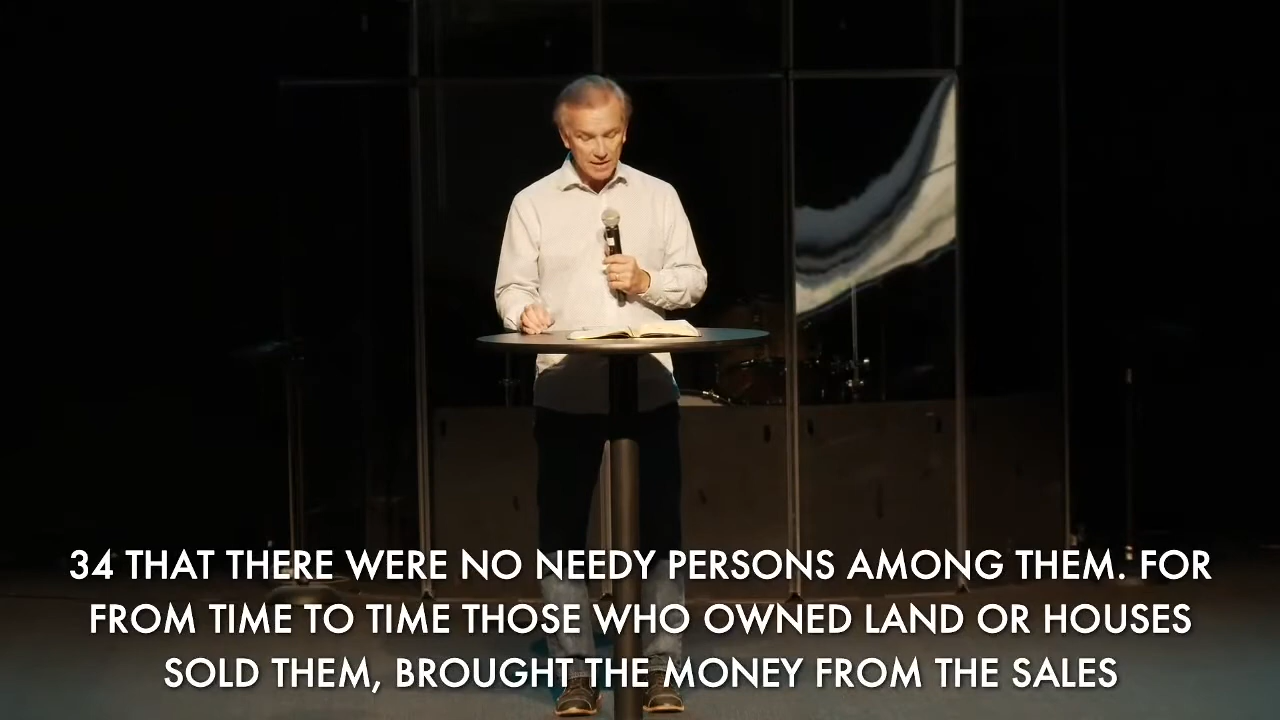 34 THAT THERE WERE NO NEEDY PERSONS AMONG THEM. FOR
FROM TIME TO TIME THOSE WHO OWNED LAND OR HOUSES
SOLD THEM, BROUGHT THE MONEY FROM THE SALES